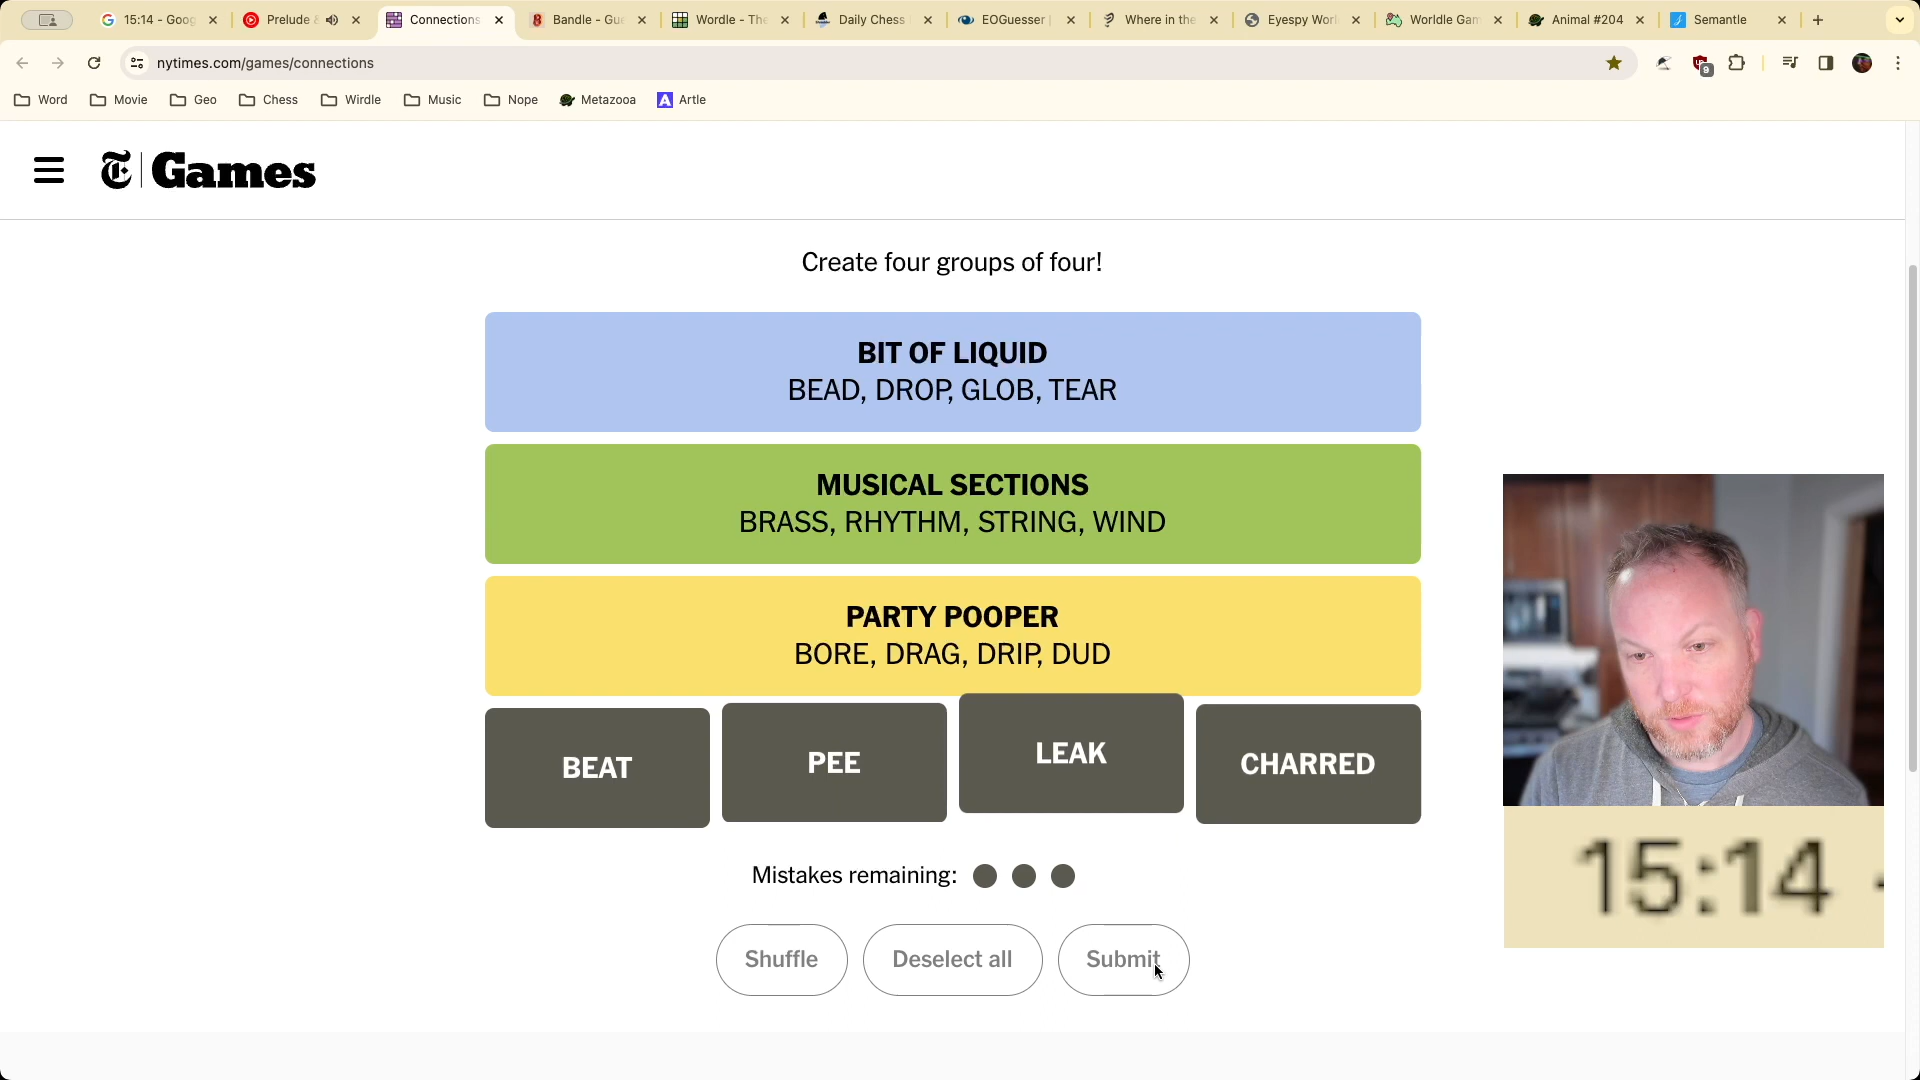 15:14 - Goog
Prelude &
Connections
Bandle - Gue
Wordle - The
Daily Chess
EOGuesser |
Where in the
Eyespy Worl
Worldle Gam
Animal #204
Semantle
nytimes.com/games/connections
9
Word
Movie
Geo
Chess
Wirdle
Music
Nope
Metazooa
A Artle
T Games
Create four groups of four!
BIT OF LIQUID
BEAD, DROP, GLOB, TEAR
MUSICAL SECTIONS
BRASS, RHYTHM, STRING, WIND
PARTY POOPER
BORE, DRAG, DRIP, DUD
BEAT
PEE
LEAK
CHARRED
Mistakes remaining:
Shuffle
Deselect all
Submit
15:14 -